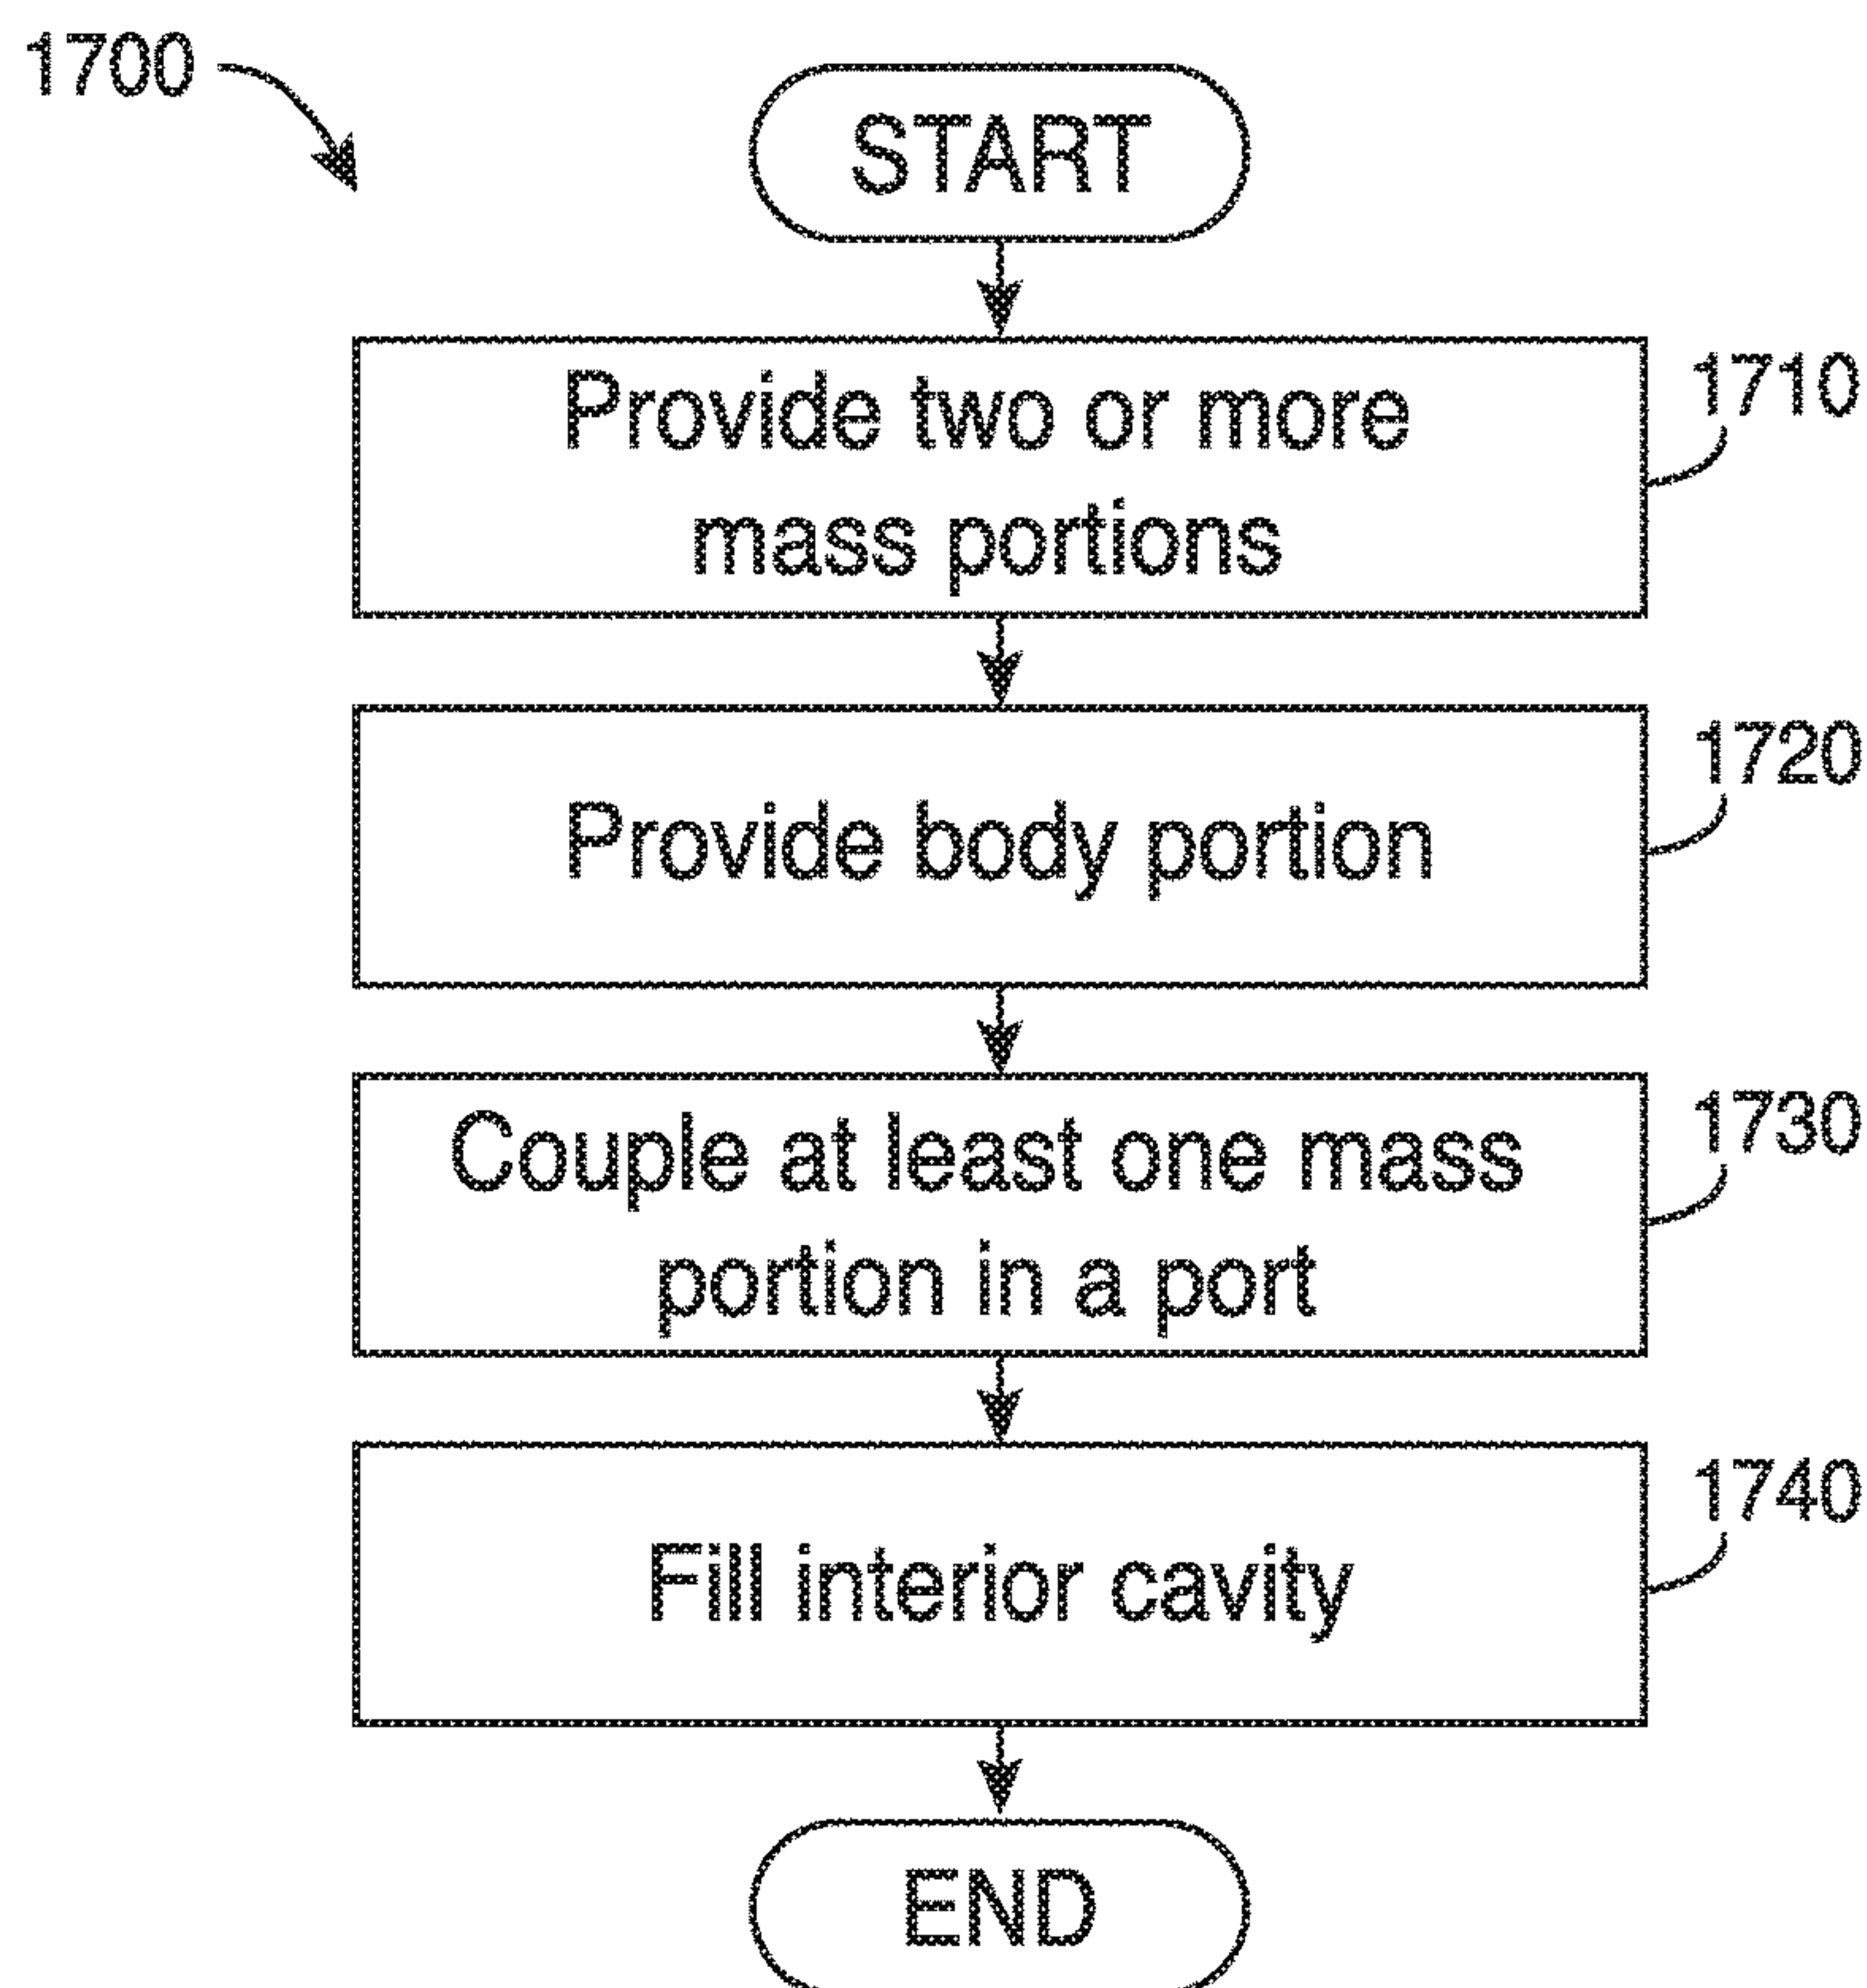 1700
START
Provide two or more
mass portions
1710
Provide body portion
1720
Couple at least one mass
portion in a port
1730
Fill interior cavity
1740
END